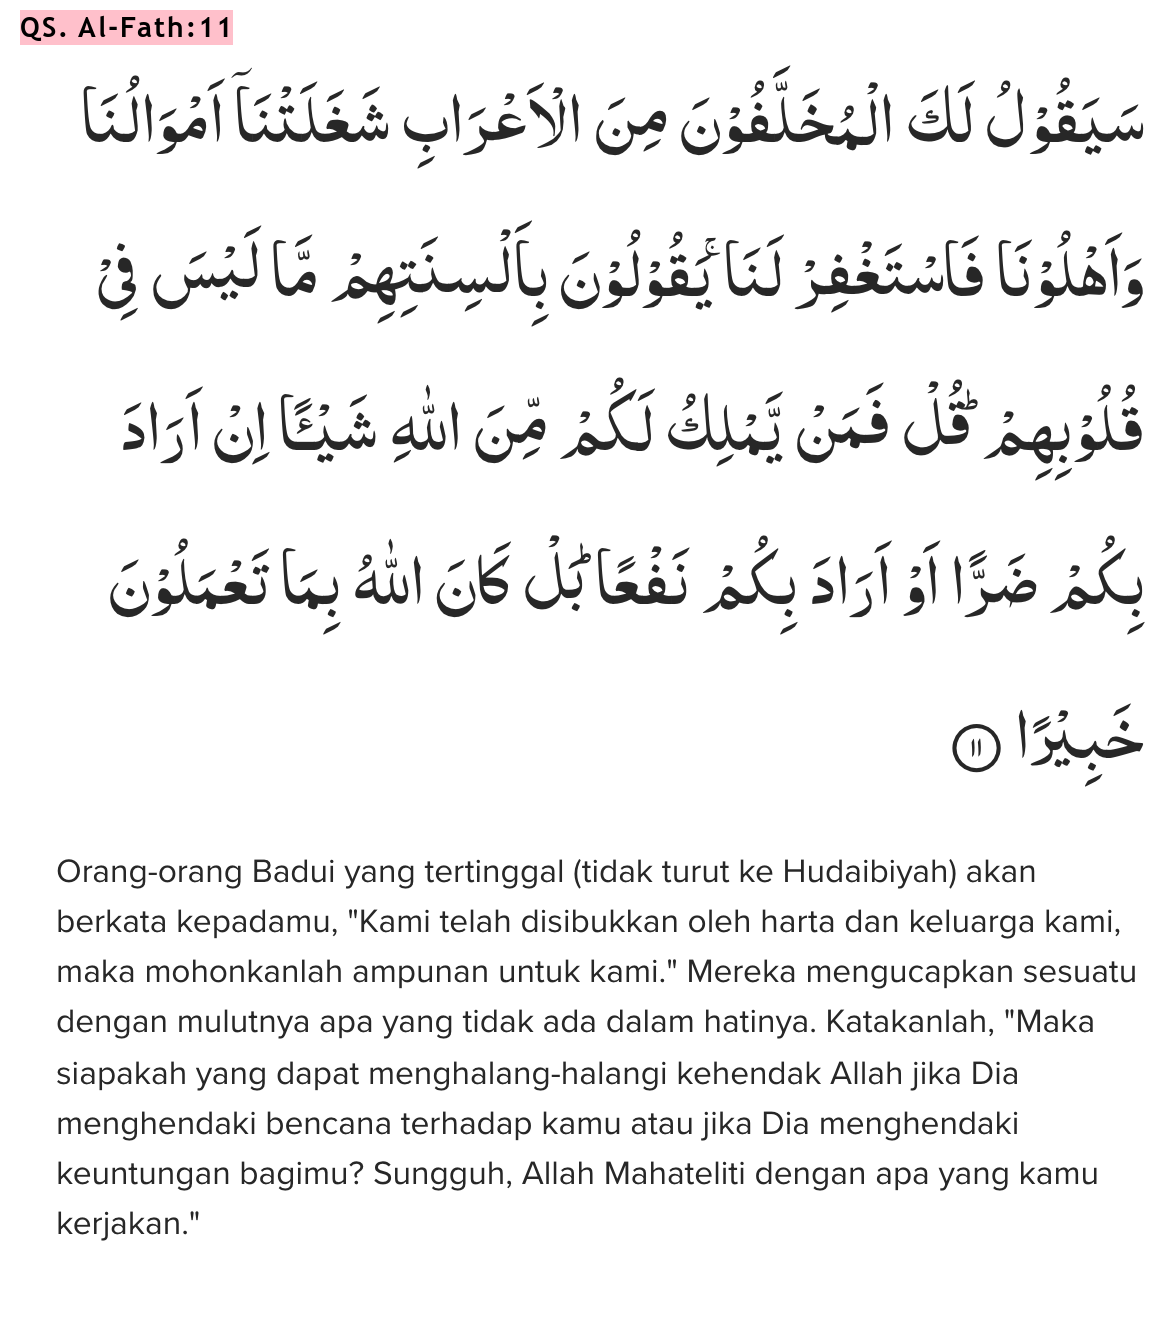 QS. Al-Fath:11
سَيَقُوْلُ لَكَ الْمُخَلَّفُوْنَ مِنَ الْاَعْرَابِ شَغَلَتْنَآ اَمْوَالُنَا
وَاَهْلُوْنَا فَاسْتَغْفِرْ لَنَا ۚيَقُوْلُوْنَ بِاَلْسِنَتِهِمْ مَّا لَيْسَ فِيْ
قُلُوْبِهِمْ ۗقُلْ فَمَنْ يَّمْلِكُ لَكُمْ مِّنَ اللّٰهِ شَيْـًٔا اِنْ اَرَادَ
بِكُمْ ضَرًّا اَوْ اَرَادَ بِكُمْ نَفْعًا ۗبَلْ كَانَ اللّٰهُ بِمَا تَعْمَلُوْنَ
خَبِيْرًا ١١
Orang-orang Badui yang tertinggal (tidak turut ke Hudaibiyah) akan
berkata kepadamu, "Kami telah disibukkan oleh harta dan keluarga kami,
maka mohonkanlah ampunan untuk kami." Mereka mengucapkan sesuatu
dengan mulutnya apa yang tidak ada dalam hatinya. Katakanlah, "Maka
siapakah yang dapat menghalang-halangi kehendak Allah jika Dia
menghendaki bencana terhadap kamu atau jika Dia menghendaki
keuntungan bagimu? Sungguh, Allah Mahateliti dengan apa yang kamu
kerjakan."